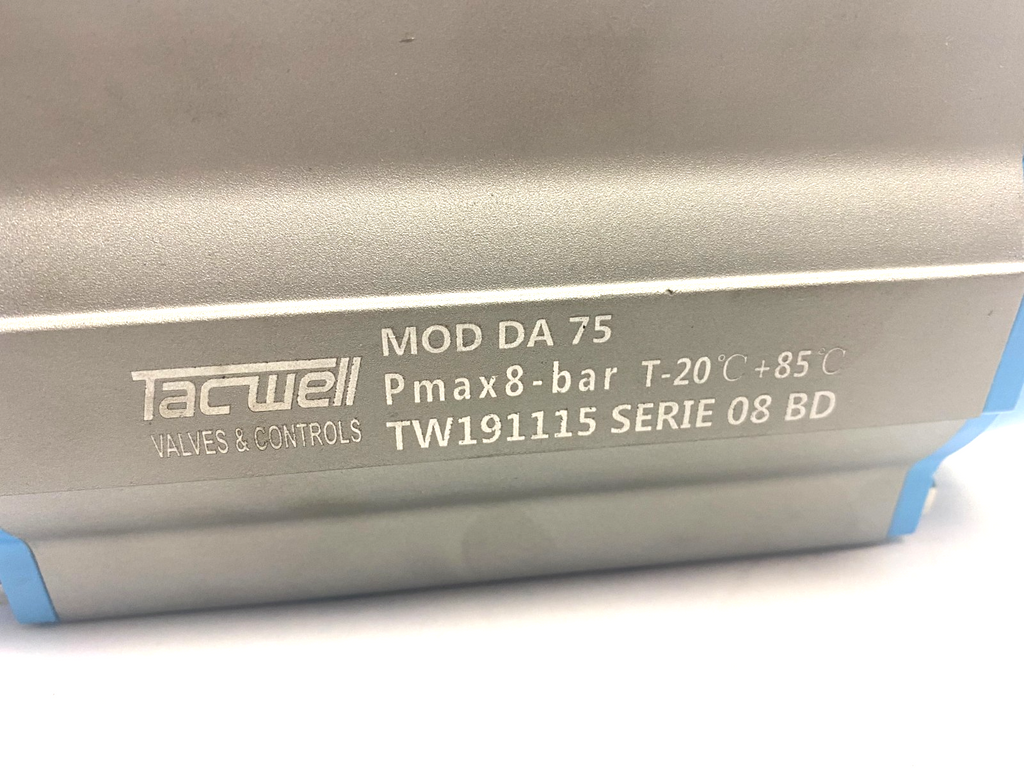 Tacwell
VALVES & CONTROLS
MOD DA 75
Pmax8-bar T-20℃ +85℃
TW191115 SERIE 08 BD